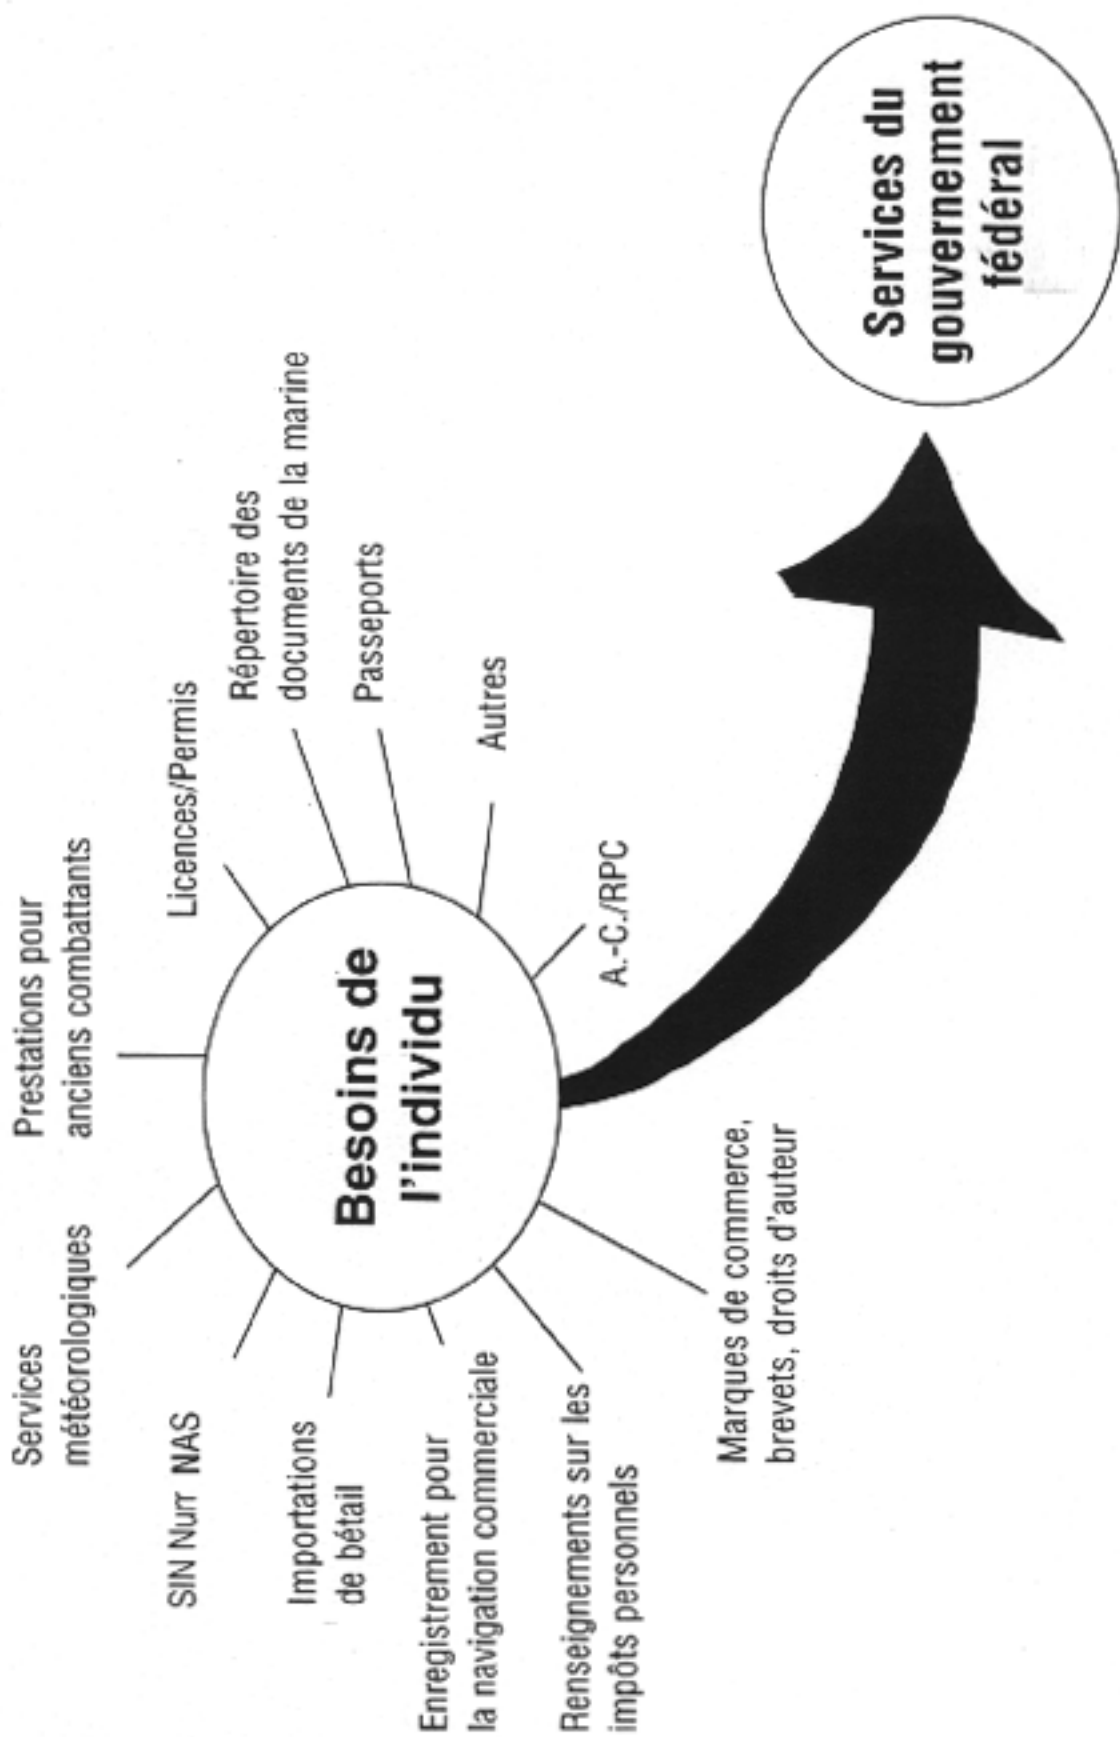 Services
météorologiques
Prestations pour
anciens combattants
SIN Nurr NAS
Licences/Permis
Répertoire des
documents de la marine
Importations
de bétail
Besoins de
l'individu
Passeports
Enregistrement pour
la navigation commerciale
Autres
Renseignements sur les
impôts personnels
A.-C./RPC
Marques de commerce,
brevets, droits d'auteur
Services du
gouvernement
fédéral